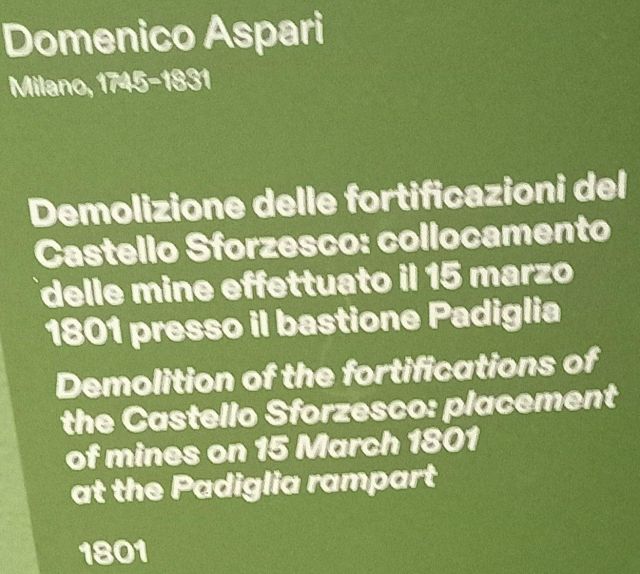 Domenico Aspari
Milano, 1745-1831
Demolizione delle fortificazioni del
Castello Sforzesco: collocamento
delle mine effettuato il 15 marzo
1801 presso il bastione Padiglia
Demolition of the fortifications of
the Castello Sforzesco: placement
of mines on 15 March 1801
at the Padiglia rampart
1801